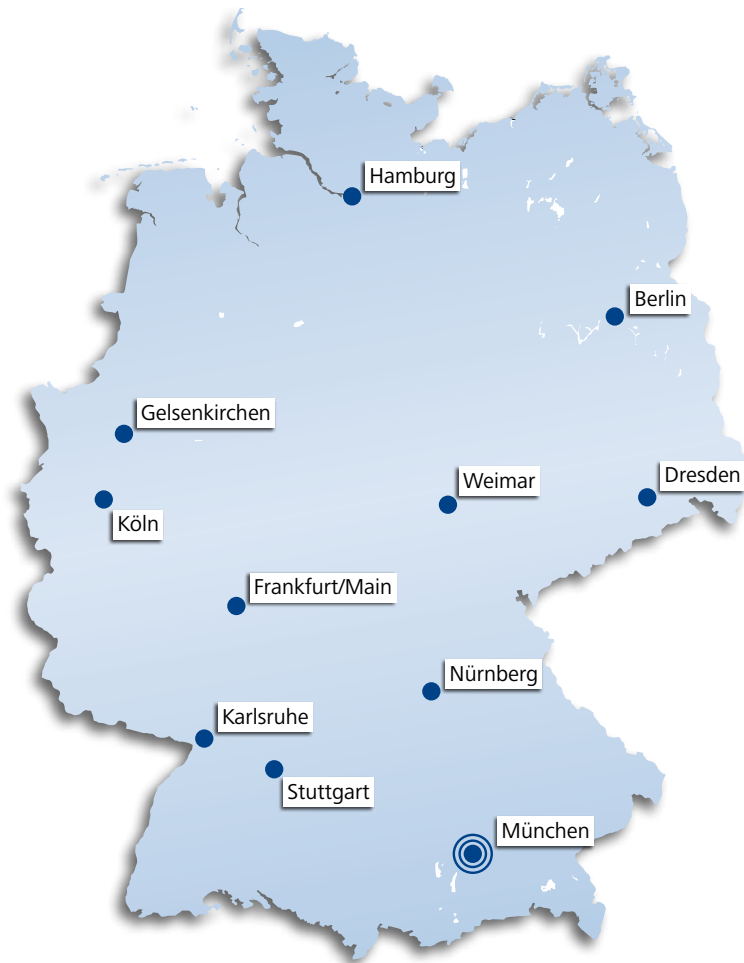 Hamburg
Berlin
Gelsenkirchen
Weimar
Dresden
Köln
Frankfurt/Main
Nürnberg
Karlsruhe
Stuttgart
München